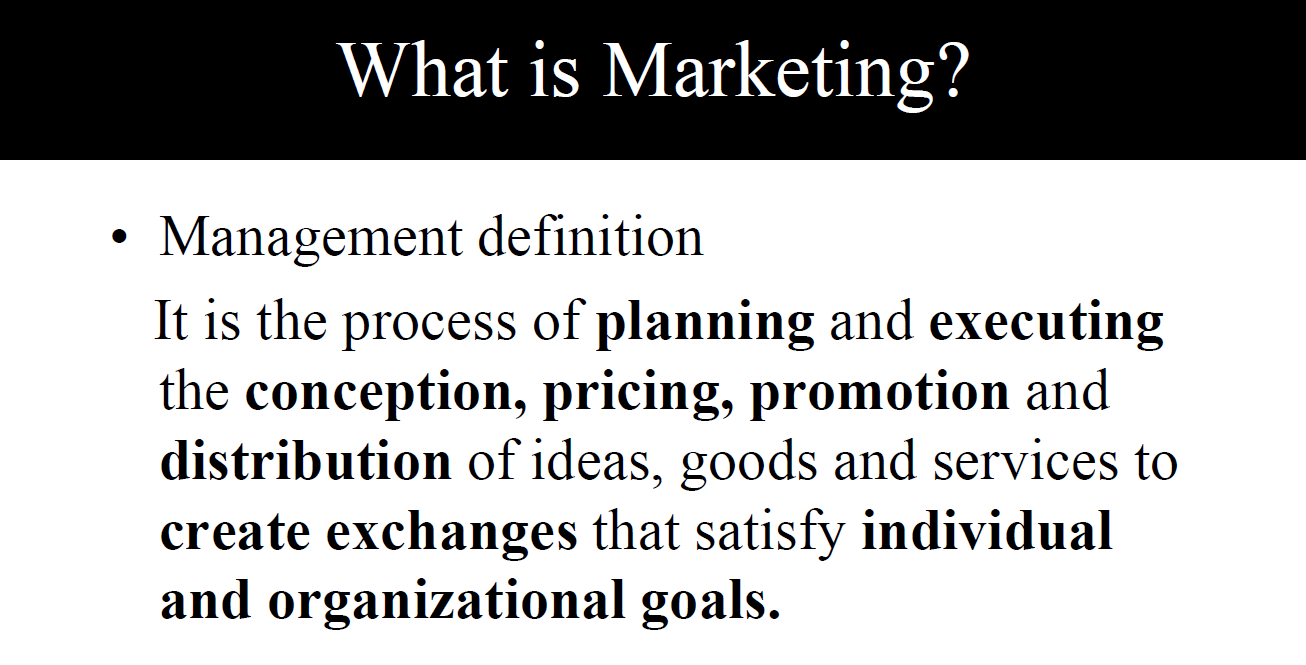 What is Marketing?
• Management definition
It is the process of planning and executing
the conception, pricing, promotion and
distribution of ideas, goods and services to
create exchanges that satisfy individual
and organizational goals.